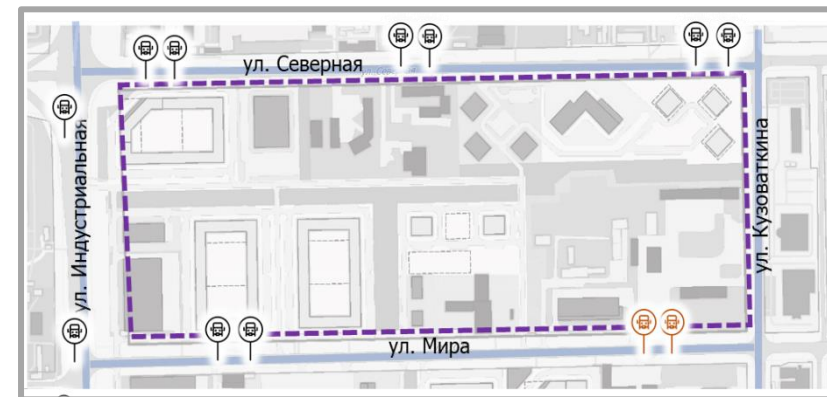 ул. Северная
ул. Индустриальная
ул. Кузоваткина
ул. Мира